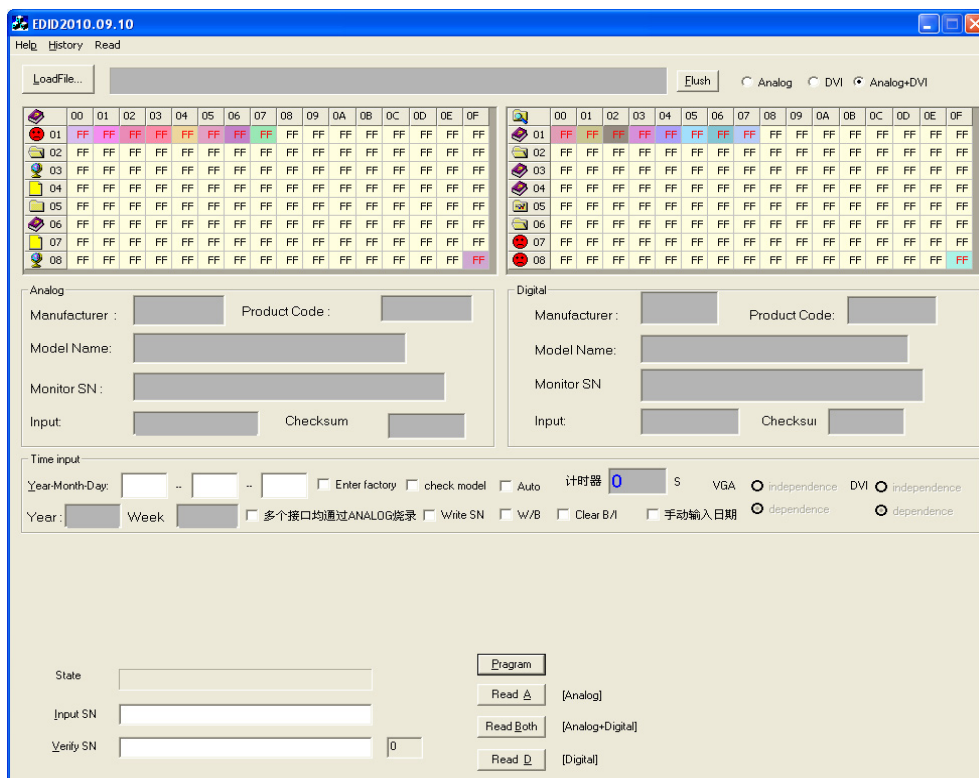 EDID2010.09.10
Help History Read
LoadFile... Flush Analog DVI Analog+DVI
00 01 02 03 04 05 06 07 08 09 0A 0B 0C 0D 0E 0F 00 01 02 03 04 05 06 07 08 09 0A 0B 0C 0D 0E 0F
01 FF FF FF FF FF FF FF FF FF FF FF FF FF FF FF FF 01 FF FF FF FF FF FF FF FF FF FF FF FF FF FF FF FF
02 FF FF FF FF FF FF FF FF FF FF FF FF FF FF FF FF 02 FF FF FF FF FF FF FF FF FF FF FF FF FF FF FF FF
03 FF FF FF FF FF FF FF FF FF FF FF FF FF FF FF FF 03 FF FF FF FF FF FF FF FF FF FF FF FF FF FF FF FF
04 FF FF FF FF FF FF FF FF FF FF FF FF FF FF FF FF 04 FF FF FF FF FF FF FF FF FF FF FF FF FF FF FF FF
05 FF FF FF FF FF FF FF FF FF FF FF FF FF FF FF FF 05 FF FF FF FF FF FF FF FF FF FF FF FF FF FF FF FF
06 FF FF FF FF FF FF FF FF FF FF FF FF FF FF FF FF 06 FF FF FF FF FF FF FF FF FF FF FF FF FF FF FF FF
07 FF FF FF FF FF FF FF FF FF FF FF FF FF FF FF FF 07 FF FF FF FF FF FF FF FF FF FF FF FF FF FF FF FF
08 FF FF FF FF FF FF FF FF FF FF FF FF FF FF FF FF 08 FF FF FF FF FF FF FF FF FF FF FF FF FF FF FF FF
Analog Digital
Manufacturer : Product Code : Manufacturer : Product Code:
Model Name: Model Name:
Monitor SN : Monitor SN
Input: Checksum Input: Checksui
Time input
Year-Month-Day: -- -- Enter factory check model Auto 计时器 0 S VGA independence DVI independence
Year : Week 多个接口均通过ANALOG烧录 Write SN W/B Clear B/I 手动输入日期 dependence dependence
Pragram
State
Read A [Analog]
Input SN
Read Both [Analog+Digital]
Verify SN 0
Read D [Digital]